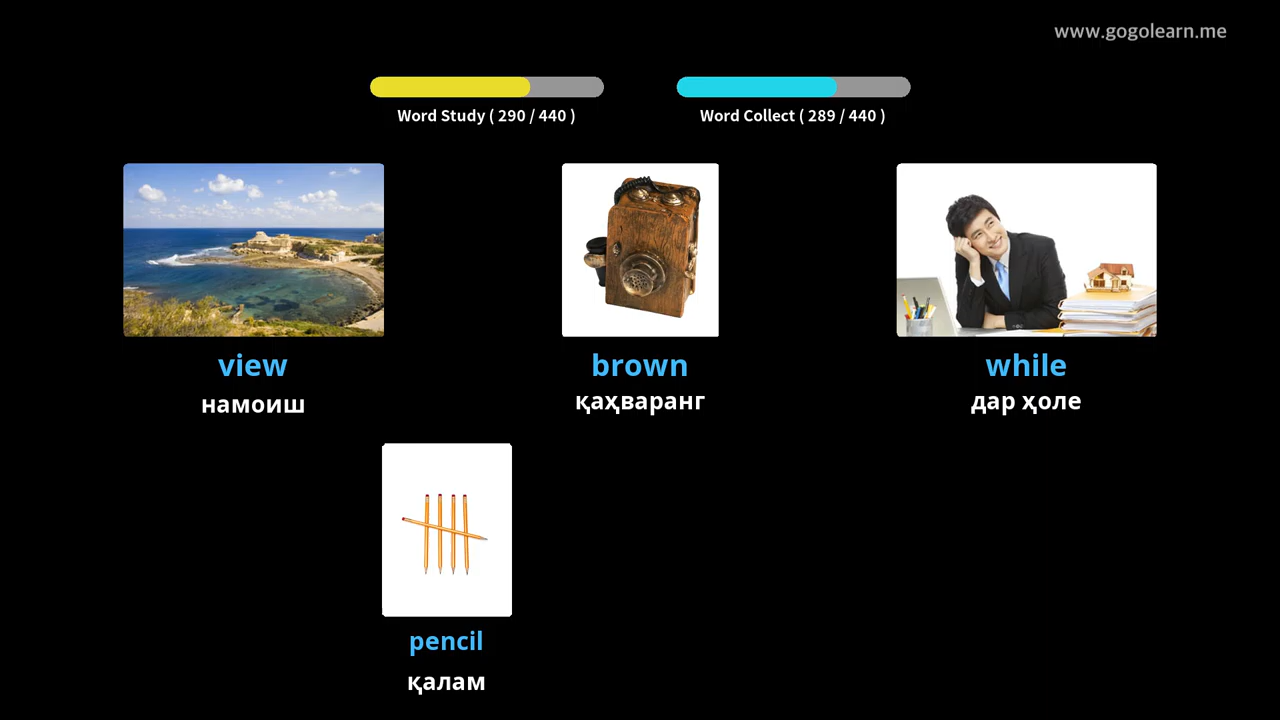 www.gogolearn.me
Word Study ( 290 / 440 )
Word Collect ( 289 / 440 )
view
brown
while
намоиш
қаҳваранг
дар ҳоле
pencil
қалам